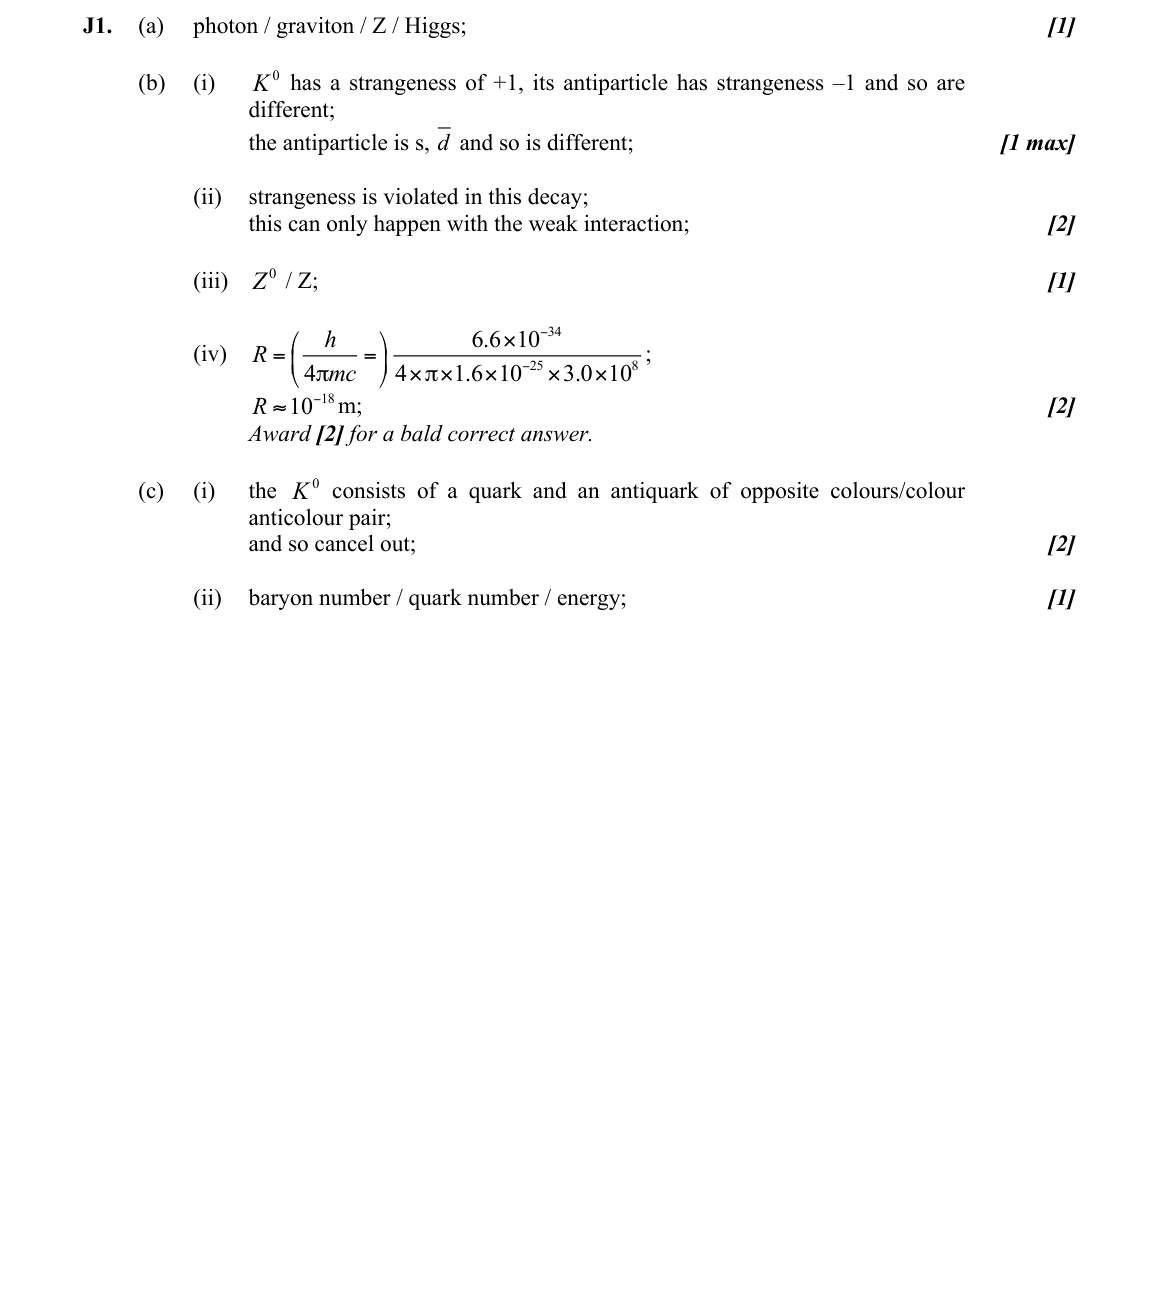 J1. (a) photon / graviton / Z / Higgs; [1]
(b) (i) K⁰ has a strangeness of +1, its antiparticle has strangeness –1 and so are
different;
the antiparticle is s, d̅ and so is different; [1 max]
(ii) strangeness is violated in this decay;
this can only happen with the weak interaction; [2]
(iii) Z⁰ / Z; [1]
(iv) R = (h/4πmc =) 6.6×10⁻³⁴/4×π×1.6×10⁻²⁵×3.0×10⁸ ;
R ≈ 10⁻¹⁸ m; [2]
Award [2] for a bald correct answer.
(c) (i) the K⁰ consists of a quark and an antiquark of opposite colours/colour
anticolour pair;
and so cancel out; [2]
(ii) baryon number / quark number / energy; [1]